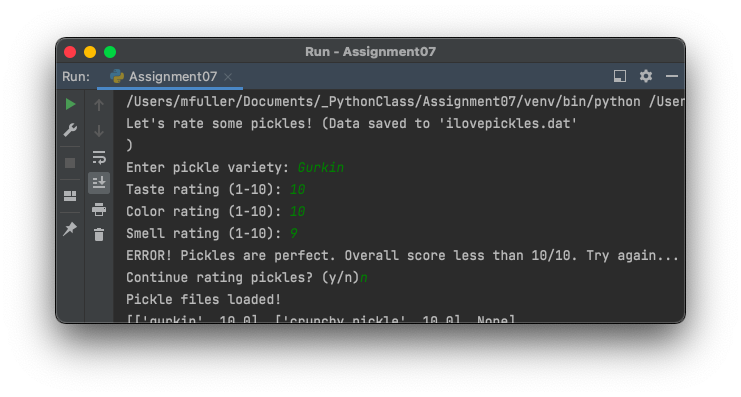 Run - Assignment07
Run: Assignment07
/Users/mfuller/Documents/_PythonClass/Assignment07/venv/bin/python /User
Let's rate some pickles! (Data saved to 'ilovepickles.dat'
)
Enter pickle variety: Gurkin
Taste rating (1-10): 10
Color rating (1-10): 10
Smell rating (1-10): 9
ERROR! Pickles are perfect. Overall score less than 10/10. Try again...
Continue rating pickles? (y/n)n
Pickle files loaded!
[['gurkin', 10.0], ['crunchy pickle', 10.0], None]